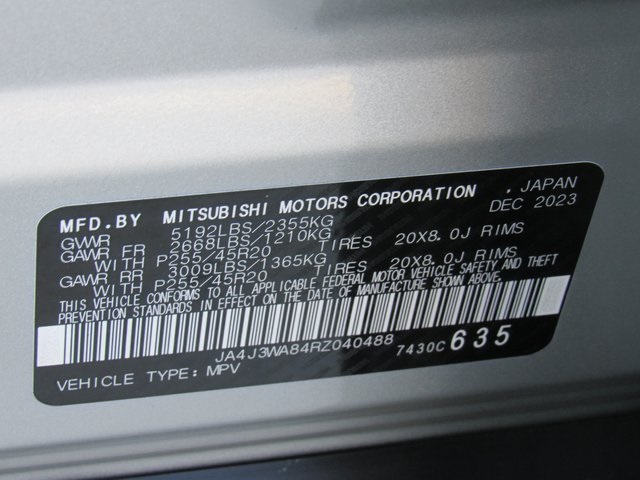 MFD.BY MITSUBISHI MOTORS CORPORATION , JAPAN
GVWR 5192LBS/2355KG DEC 2023
GAWR FR 2668LBS/1210KG
WITH P255/45R20 TIRES 20X8.0J RIMS
GAWR RR 3009LBS/1365KG
WITH P255/45R20 TIRES 20X8.0J RIMS
THIS VEHICLE CONFORMS TO ALL APPLICABLE FEDERAL MOTOR VEHICLE SAFETY AND THEFT
PREVENTION STANDARDS IN EFFECT ON THE DATE OF MANUFACTURE SHOWN ABOVE.
JA4J3WA84RZ040488 7430C 635
VEHICLE TYPE: MPV